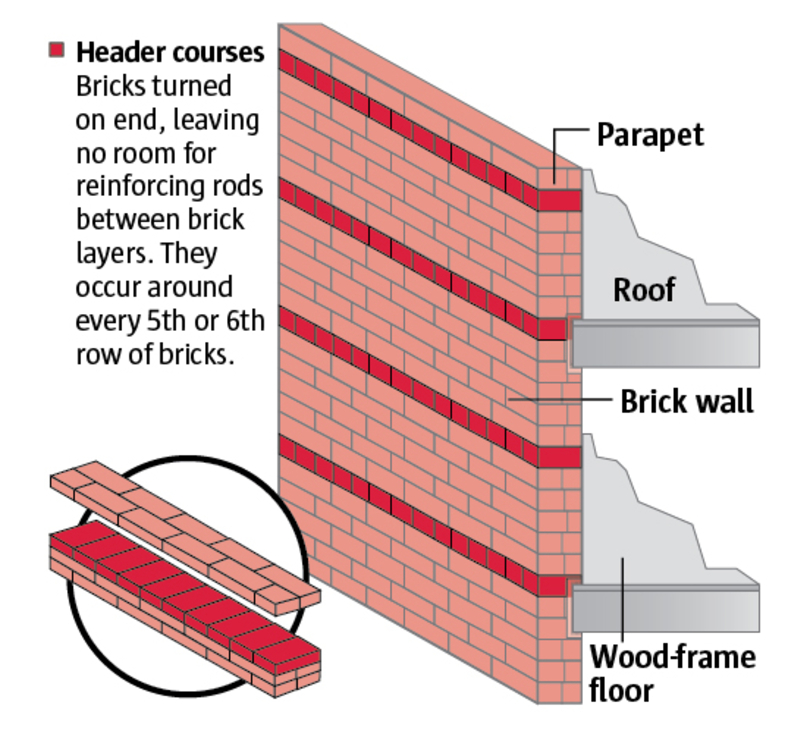 Header courses
Bricks turned
on end, leaving
no room for
reinforcing rods
between brick
layers. They
occur around
every 5th or 6th
row of bricks.
Parapet
Roof
Brick wall
Wood-frame
floor